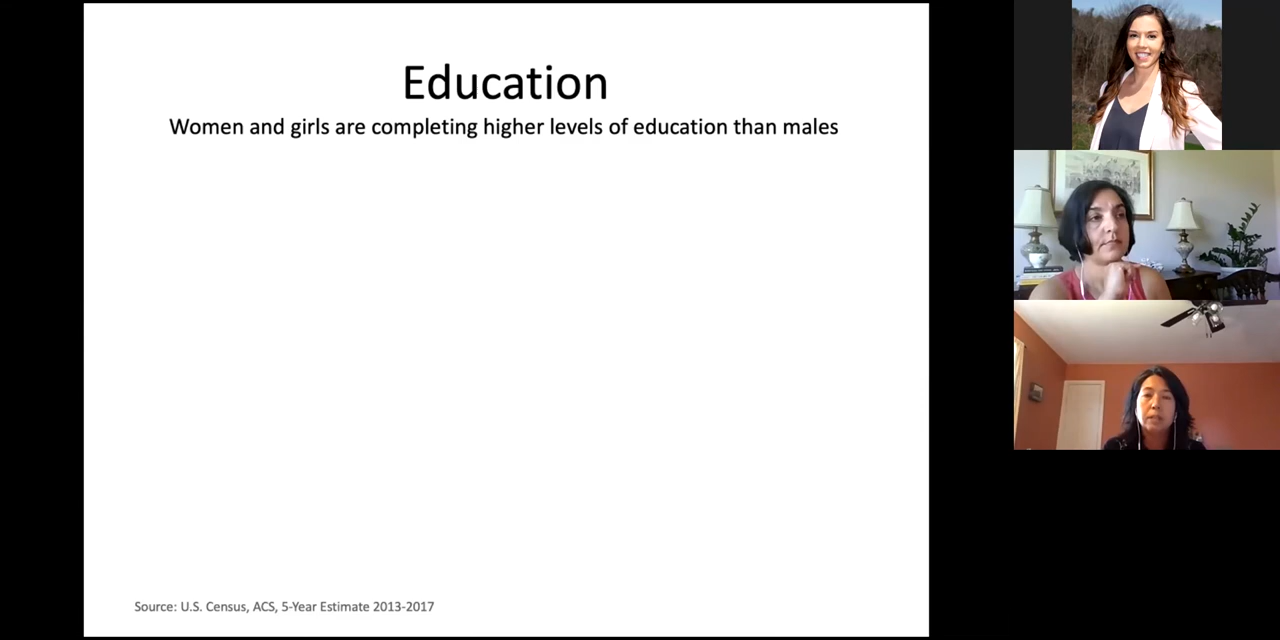 Education
Women and girls are completing higher levels of education than males
Source: U.S. Census, ACS, 5-Year Estimate 2013-2017